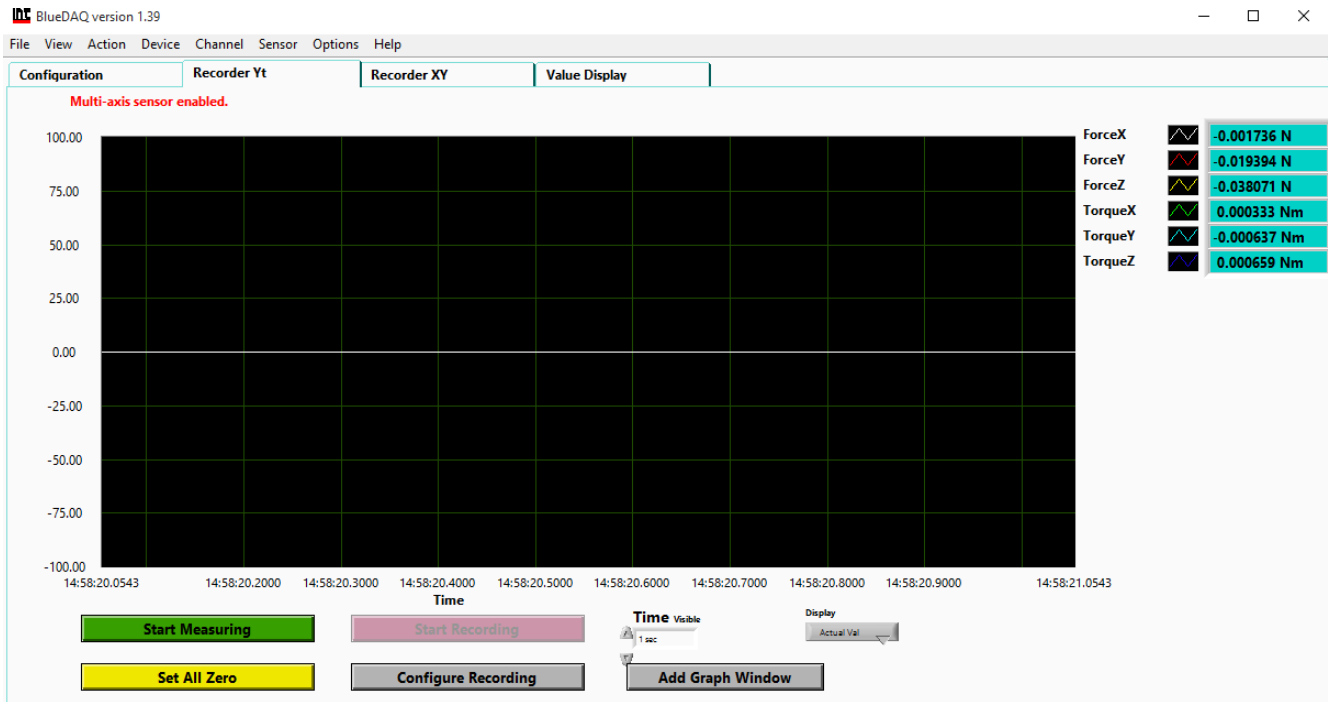 BlueDAQ version 1.39
File View Action Device Channel Sensor Options Help
Configuration Recorder Yt Recorder XY Value Display
Multi-axis sensor enabled.
100.00
75.00
50.00
25.00
0.00
-25.00
-50.00
-75.00
-100.00
ForceX -0.001736 N
ForceY -0.019394 N
ForceZ -0.038071 N
TorqueX 0.000333 Nm
TorqueY -0.000637 Nm
TorqueZ 0.000659 Nm
14:58:20.0543 14:58:20.2000 14:58:20.3000 14:58:20.4000 14:58:20.5000 14:58:20.6000 14:58:20.7000 14:58:20.8000 14:58:20.9000 14:58:21.0543
Time
Start Measuring Start Recording Time Visible 1 sec Display Actual Val
Set All Zero Configure Recording Add Graph Window